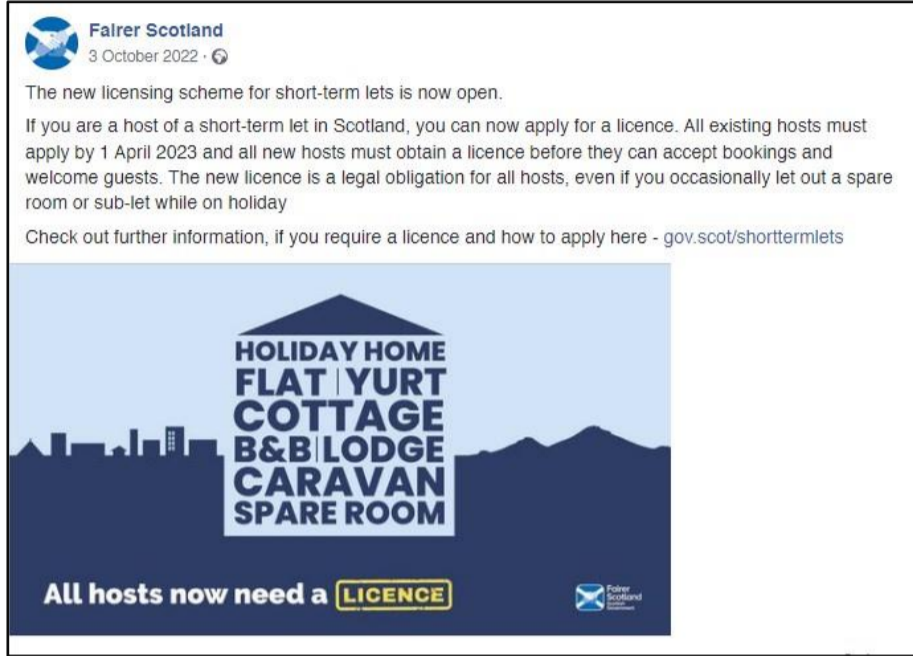 Fairer Scotland
3 October 2022 ·
The new licensing scheme for short-term lets is now open.
If you are a host of a short-term let in Scotland, you can now apply for a licence. All existing hosts must
apply by 1 April 2023 and all new hosts must obtain a licence before they can accept bookings and
welcome guests. The new licence is a legal obligation for all hosts, even if you occasionally let out a spare
room or sub-let while on holiday
Check out further information, if you require a licence and how to apply here - gov.scot/shorttermlets
HOLIDAY HOME
FLAT | YURT
COTTAGE
B&B | LODGE
CARAVAN
SPARE ROOM
All hosts now need a LICENCE
Fairer
Scotland